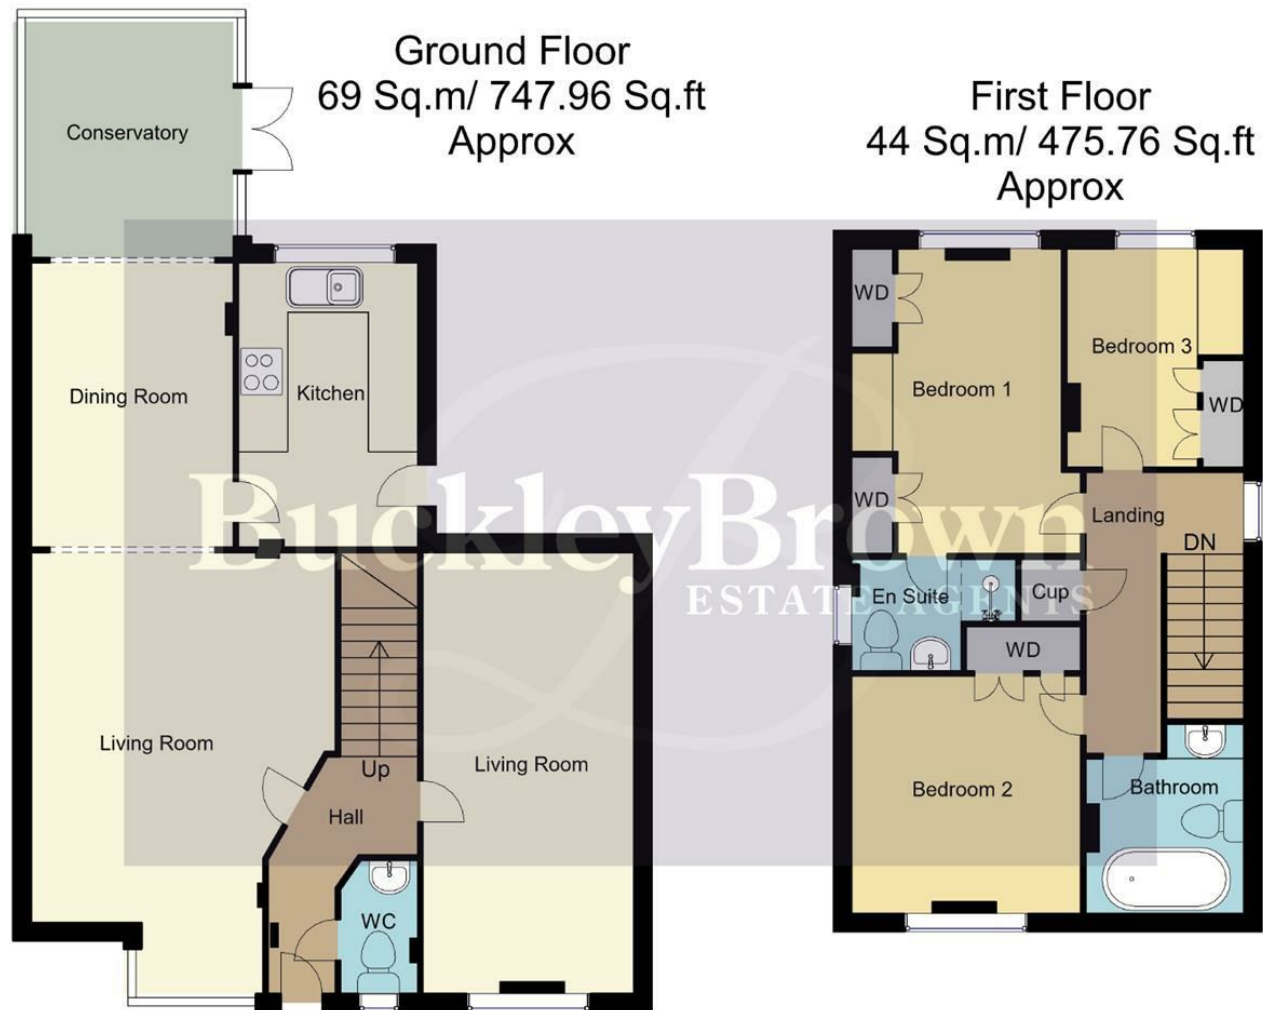 Ground Floor
69 Sq.m/ 747.96 Sq.ft
Approx
First Floor
44 Sq.m/ 475.76 Sq.ft
Approx
Conservatory
Dining Room
Kitchen
Living Room
Up
Hall
Living Room
WC
WD
Bedroom 1
Bedroom 3
WD
WD
Landing
DN
En Suite
Cup
WD
Bedroom 2
Bathroom
BuckleyBrown
ESTATE AGENTS